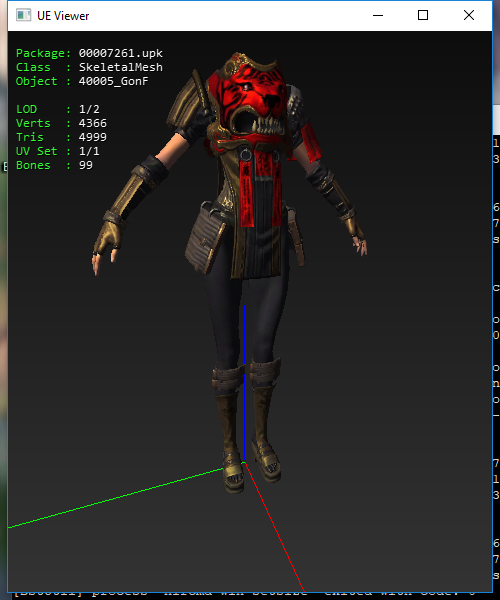 UE Viewer
Package: 00007261.upk
Class : SkeletalMesh
Object : 40005_GonF
LOD : 1/2
Verts : 4366
Tris : 4999
UV Set : 1/1
Bones : 99